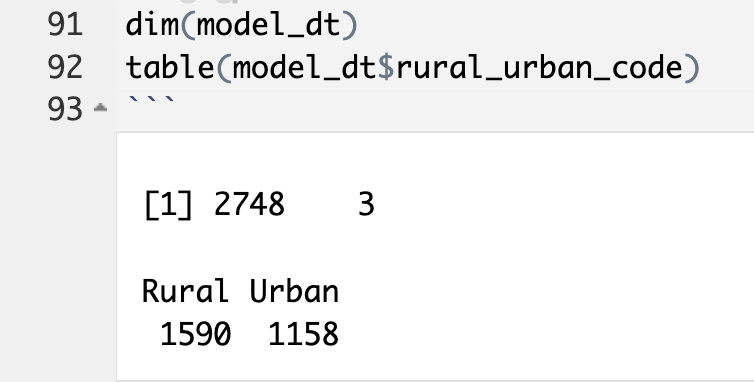 91 dim(model_dt)
92 table(model_dt$rural_urban_code)
93 ```
[1] 2748    3
Rural Urban
 1590  1158